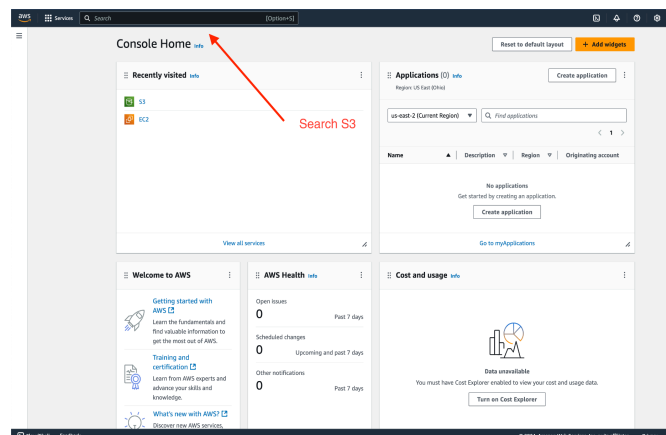 aws
Services
Search
[Option+S]
Console Home Info
Reset to default layout
+ Add widgets
Recently visited Info
S3
EC2
View all services
Search S3
Applications (0) Info
Region: US East (Ohio)
Create application
us-east-2 (Current Region)
Find applications
1
Name
Description
Region
Originating account
No applications
Get started by creating an application.
Create application
Go to myApplications
Welcome to AWS
Getting started with
AWS
Learn the fundamentals and
find valuable information to
get the most out of AWS.
Training and
certification
Learn from AWS experts and
advance your skills and
knowledge.
What's new with AWS?
Discover new AWS services,
AWS Health Info
Open issues
0
Past 7 days
Scheduled changes
0
Upcoming and past 7 days
Other notifications
0
Past 7 days
Cost and usage Info
Data unavailable
You must have Cost Explorer enabled to view your cost and usage data.
Turn on Cost Explorer